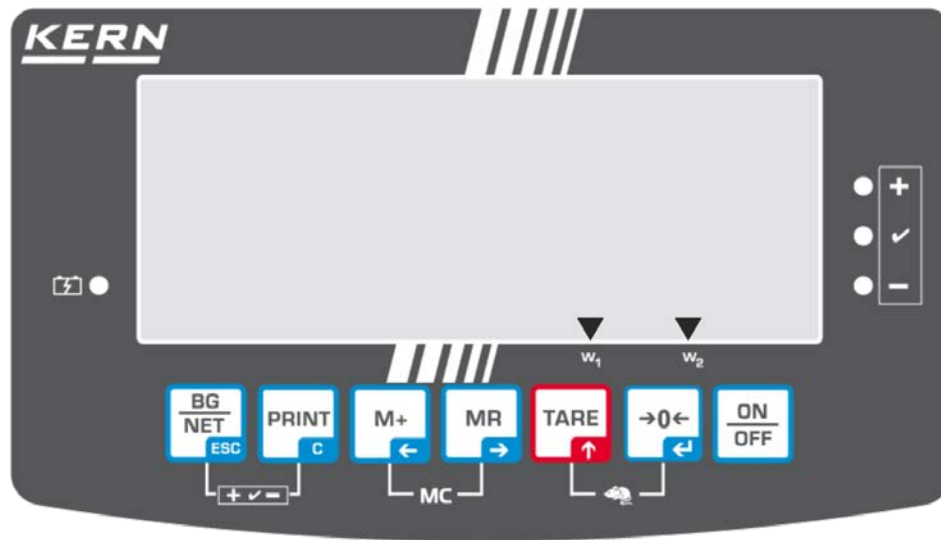 KERN
+
✔
−
W₁ W₂
BG
NET
ESC
PRINT
C
M+
←
MR
→
TARE
↑
→0←
↵
ON
OFF
+ ✔ −
MC